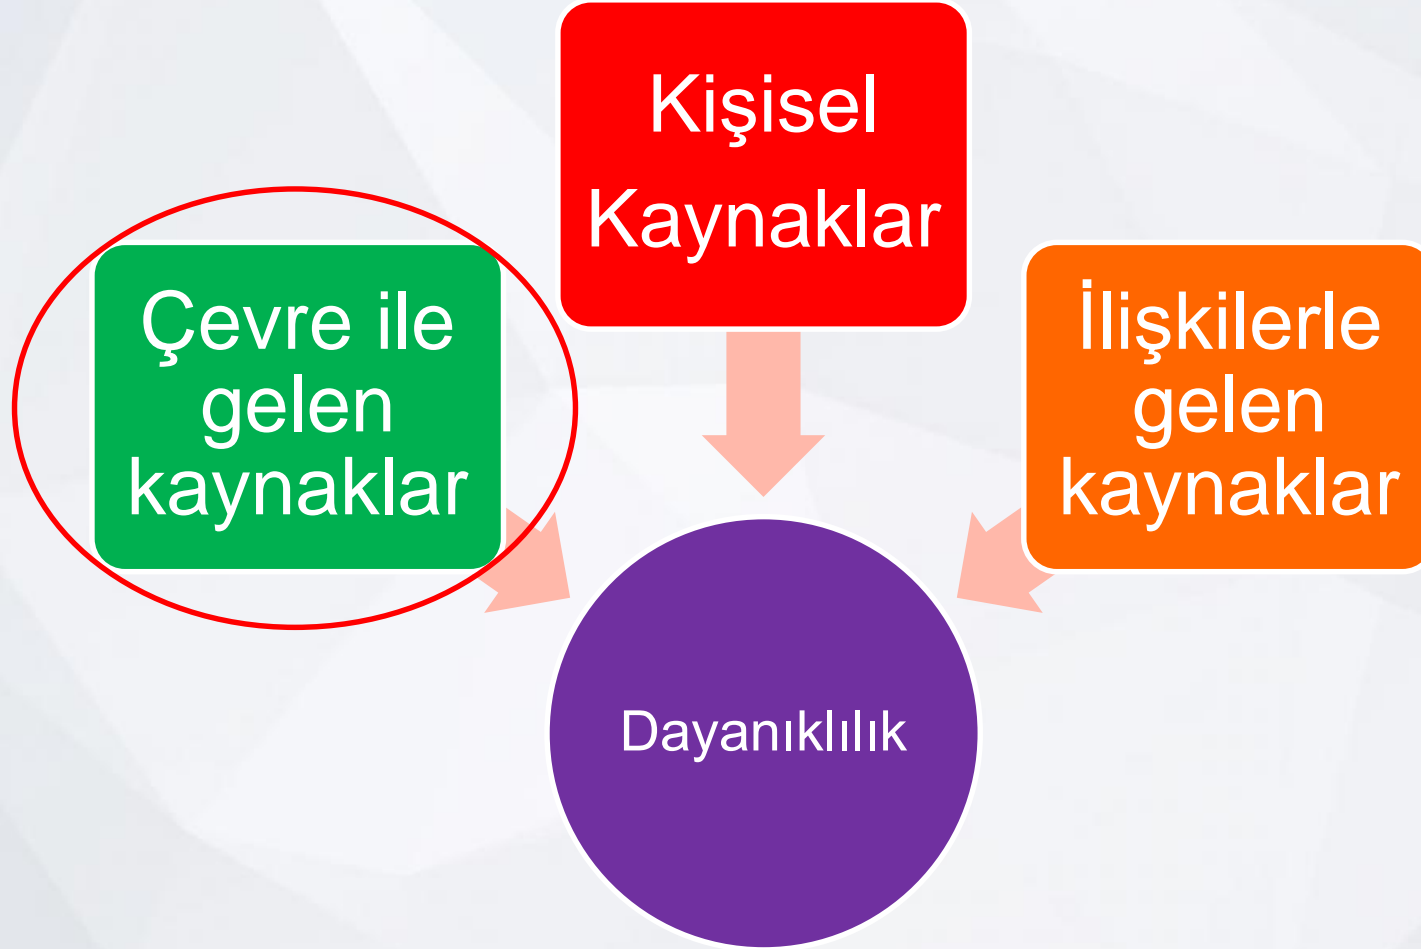 Kişisel
Kaynaklar
Çevre ile
gelen
kaynaklar
İlişkilerle
gelen
kaynaklar
Dayanıklılık